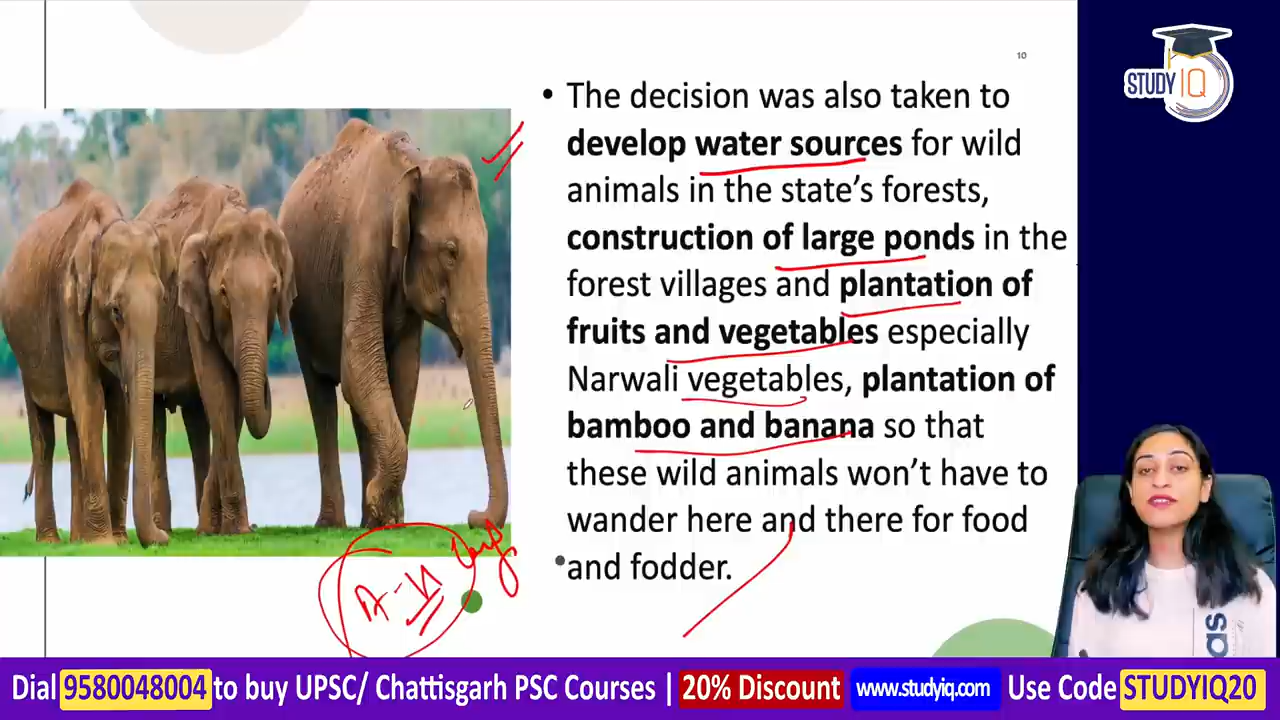 10
STUDY IQ
• The decision was also taken to
develop water sources for wild
animals in the state’s forests,
construction of large ponds in the
forest villages and plantation of
fruits and vegetables especially
Narwali vegetables, plantation of
bamboo and banana so that
these wild animals won’t have to
wander here and there for food
and fodder.
as
Dial 9580048004 to buy UPSC/ Chattisgarh PSC Courses | 20% Discount www.studyiq.com Use Code STUDYIQ20